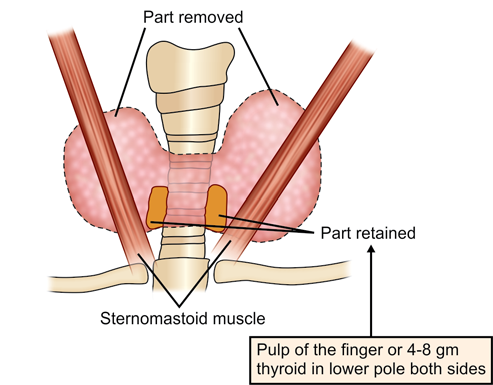 Part removed
Part retained
Sternomastoid muscle
Pulp of the finger or 4-8 gm
thyroid in lower pole both sides